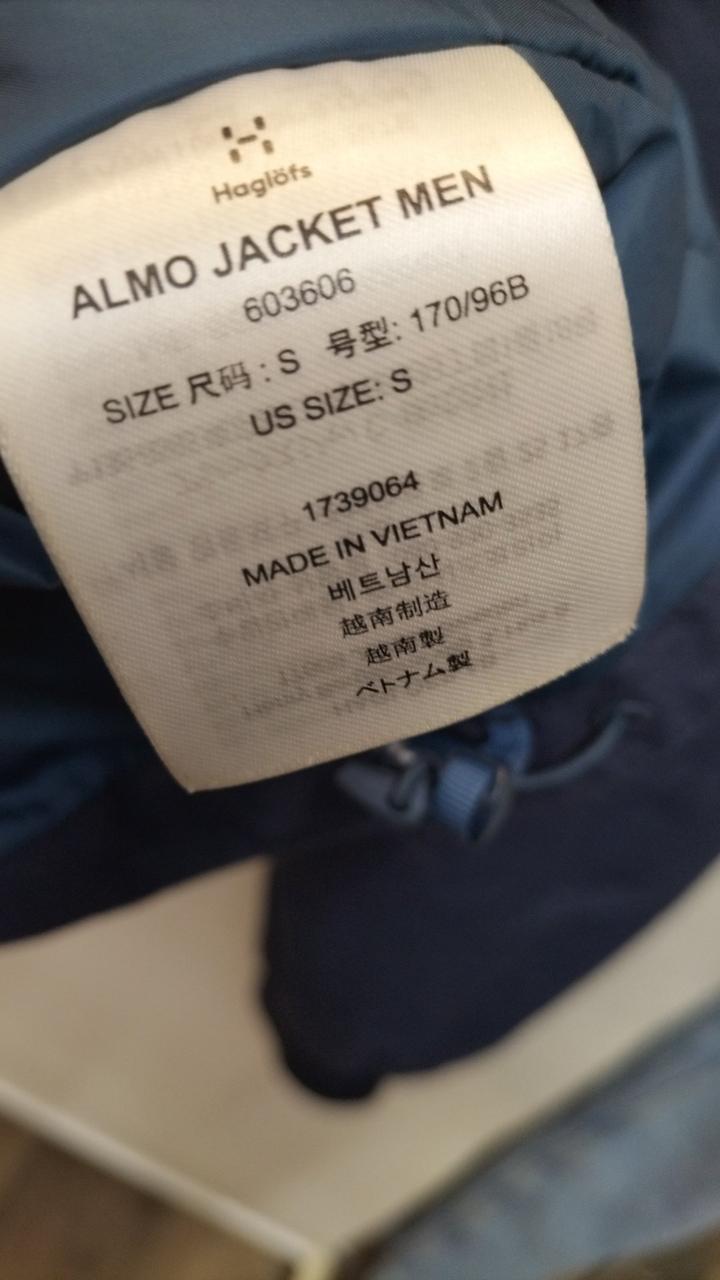 Haglöfs
ALMO JACKET MEN
603606
SIZE 尺码 : S 号型: 170/96B
US SIZE: S
1739064
MADE IN VIETNAM
베트남산
越南制造
越南製
ベトナム製